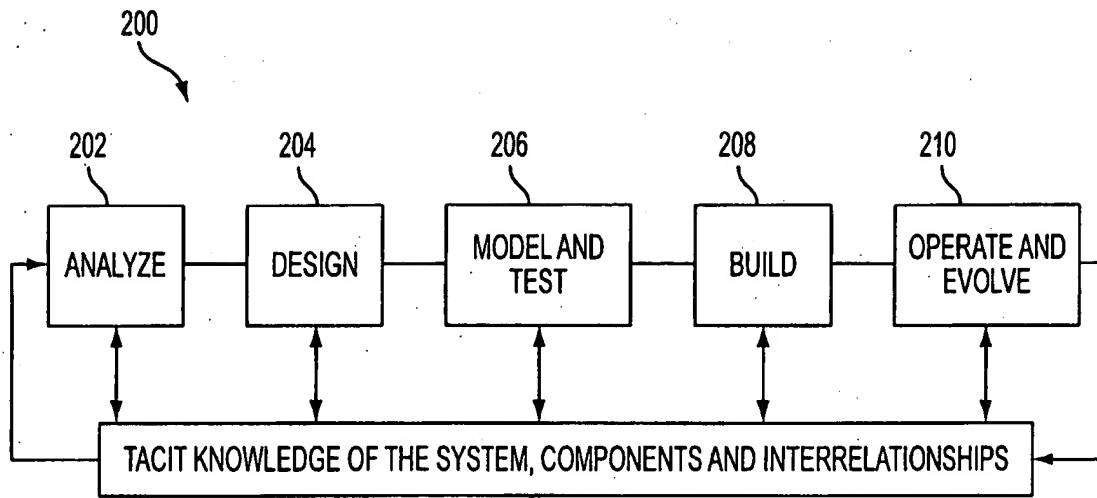 200
202
204
206
208
210
ANALYZE
DESIGN
MODEL AND
TEST
BUILD
OPERATE AND
EVOLVE
TACIT KNOWLEDGE OF THE SYSTEM, COMPONENTS AND INTERRELATIONSHIPS